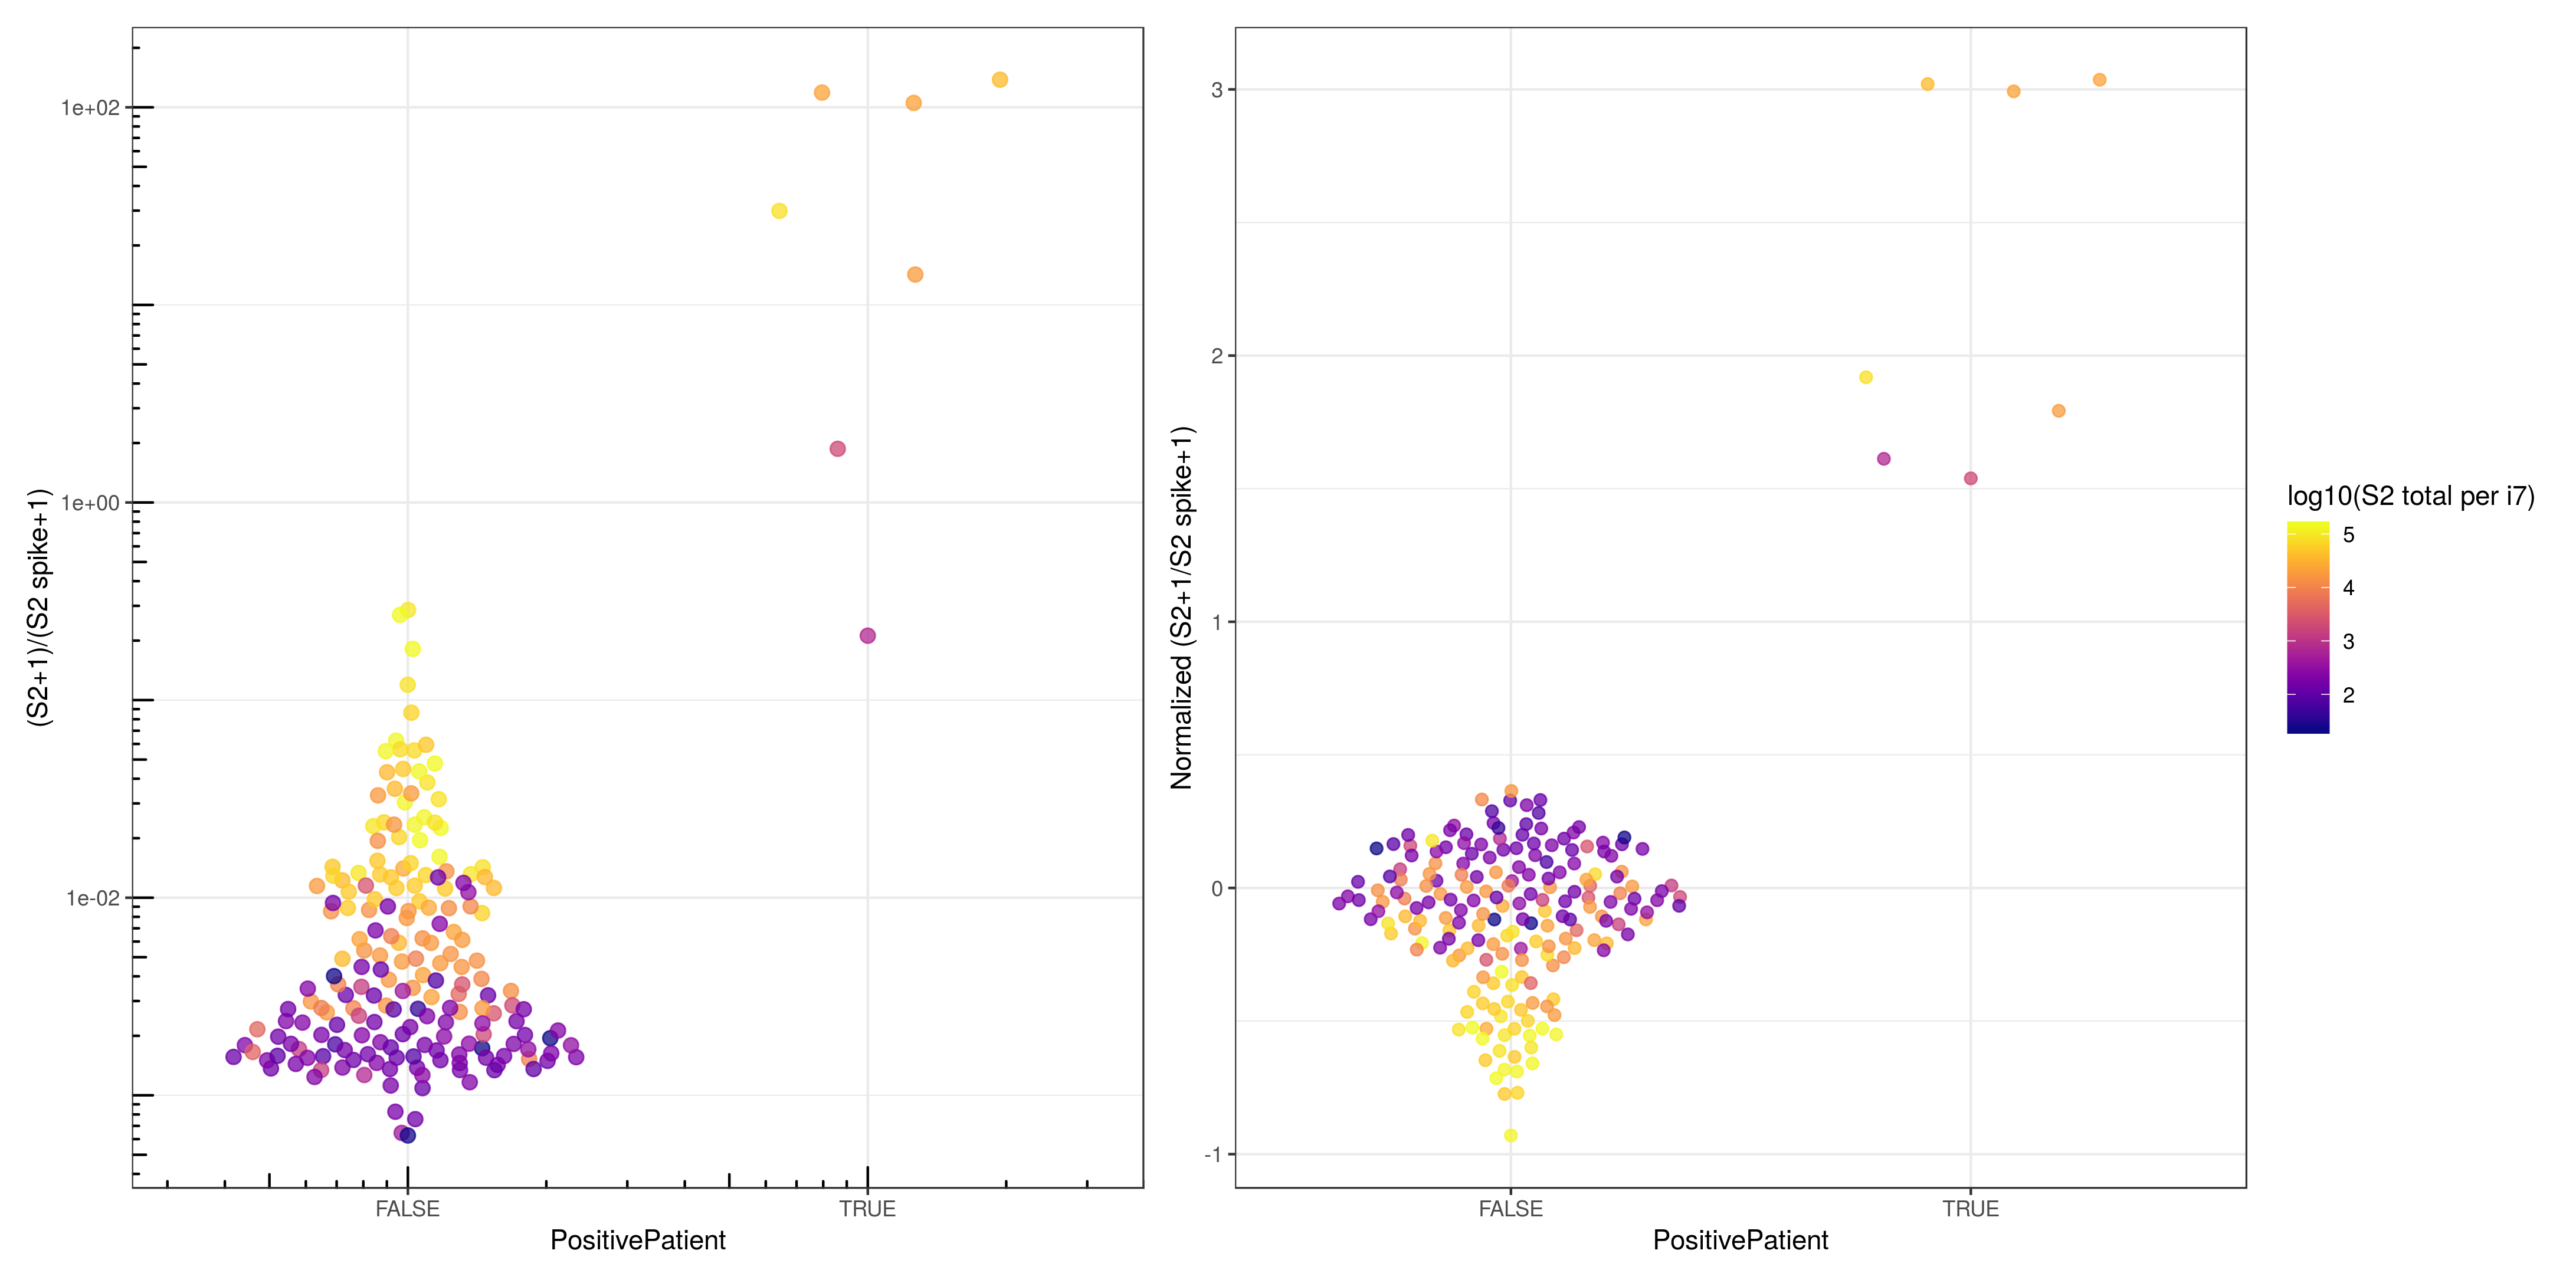 (S2+1)/(S2 spike+1)
1e+02
1e+00
1e-02
FALSE
TRUE
PositivePatient
Normalized (S2+1/S2 spike+1)
3
2
1
0
-1
FALSE
TRUE
PositivePatient
log10(S2 total per i7)
5
4
3
2